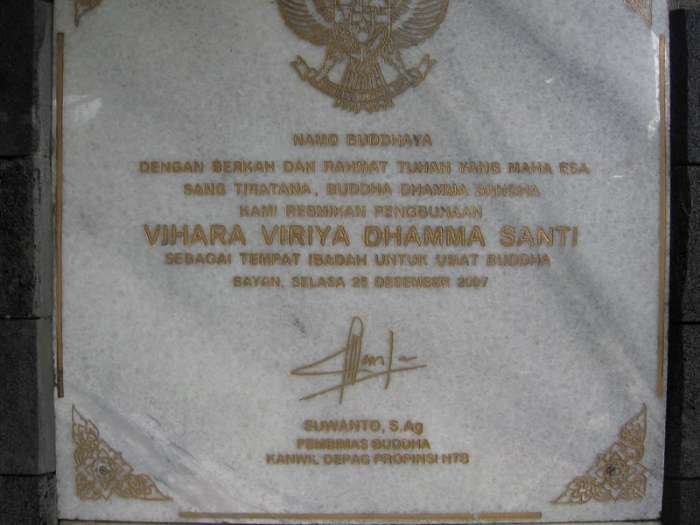 NAMO BUDDHAYA
DENGAN BERKAH DAN RAHMAT TUHAN YANG MAHA ESA
SANG TIRATANA, BUDDHA DHAMMA SANGHA
KAMI RESMIKAN PENGGUNAAN
VIHARA VIRIYA DHAMMA SANTI
SEBAGAI TEMPAT IBADAH UNTUK UMAT BUDDHA
BAYAN, SELASA 25 DESEMBER 2007
SUWANTO, S.Ag
PEMBIMAS BUDDHA
KANWIL DEPAG PROPINSI NTB